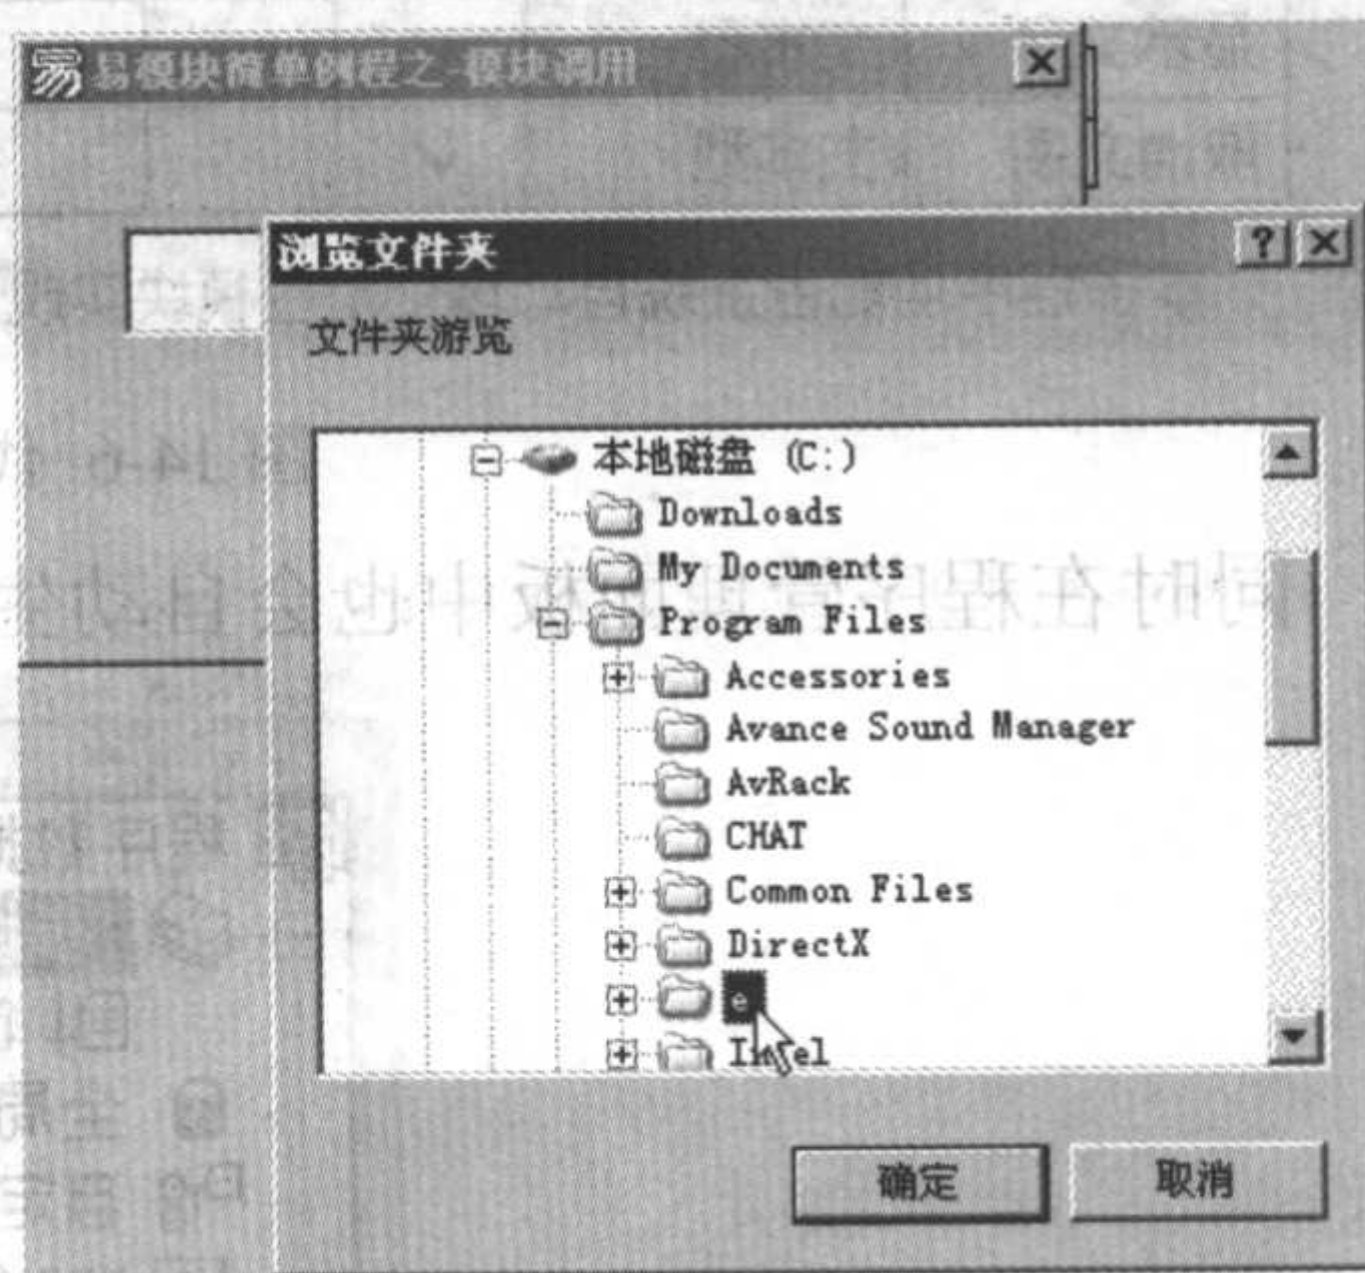 易模块简单例程之-模块调用
浏览文件夹
文件夹游览
本地磁盘 (C:)
Downloads
My Documents
Program Files
Accessories
Avance Sound Manager
AvRack
CHAT
Common Files
DirectX
e
Intel
确定 取消